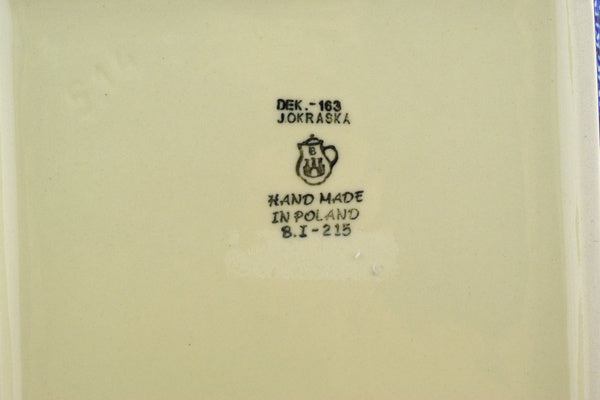 DEK.-163
JOKRASKA
B
HAND MADE
IN POLAND
B.I-215